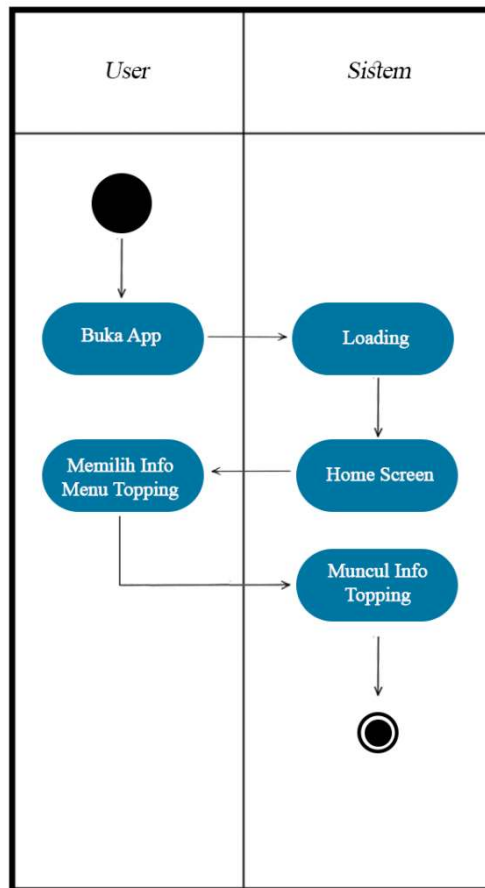 User
Sistem
Buka App
Loading
Memilih Info
Menu Topping
Home Screen
Muncul Info
Topping